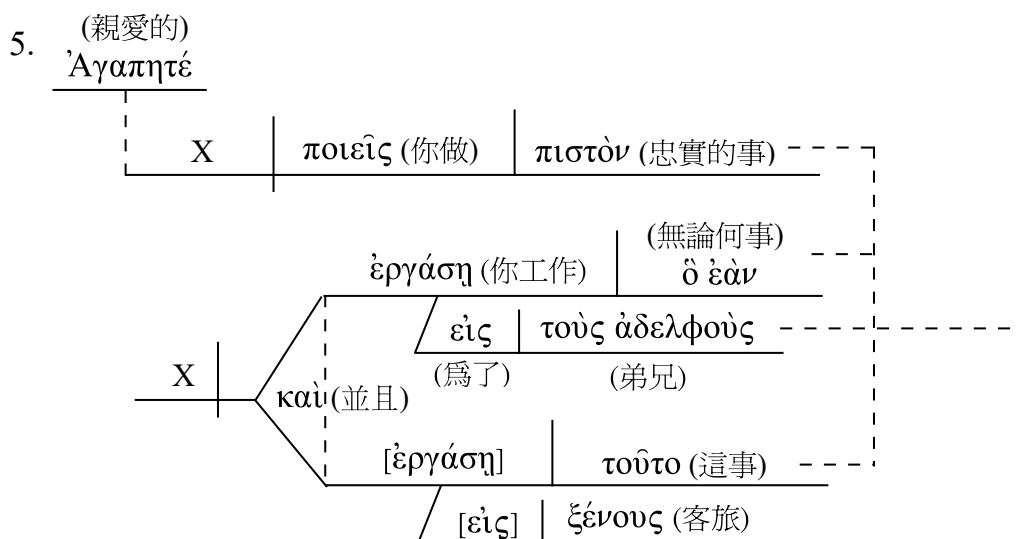 5. (親愛的)
Ἀγαπητέ
X ποιεῖς (你做) πιστὸν (忠實的事)
(無論何事)
ἐργάσῃ (你工作) ὃ ἐὰν
εἰς τοὺς ἀδελφοὺς
(爲了) (弟兄)
X
καὶ (並且)
[ἐργάσῃ] τοῦτο (這事)
[εἰς] ξένους (客旅)